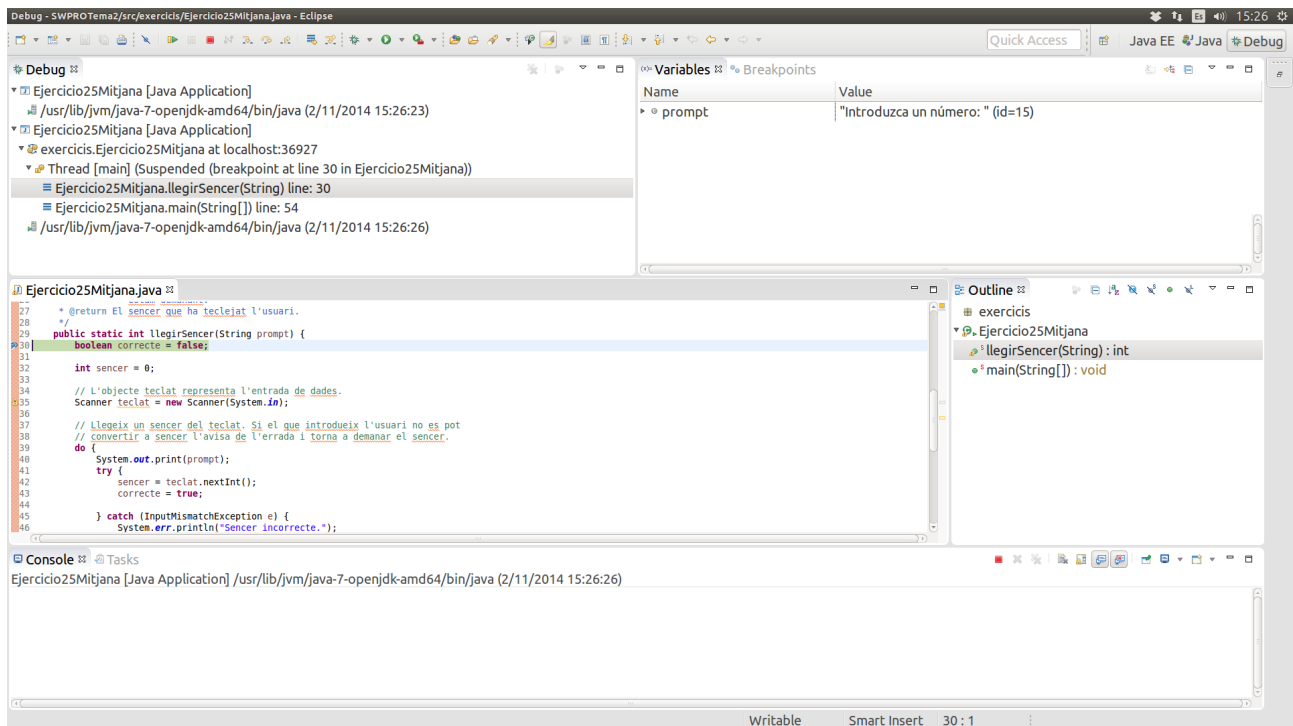 Debug - SWPROTema2/src/exercicis/Ejercicio25Mitjana.java - Eclipse
Es 15:26
Quick Access Java EE Java Debug
Debug
Ejercicio25Mitjana [Java Application]
/usr/lib/jvm/java-7-openjdk-amd64/bin/java (2/11/2014 15:26:23)
Ejercicio25Mitjana [Java Application]
exercicis.Ejercicio25Mitjana at localhost:36927
Thread [main] (Suspended (breakpoint at line 30 in Ejercicio25Mitjana))
Ejercicio25Mitjana.llegirSencer(String) line: 30
Ejercicio25Mitjana.main(String[]) line: 54
/usr/lib/jvm/java-7-openjdk-amd64/bin/java (2/11/2014 15:26:26)
Variables Breakpoints
Name Value
prompt "Introduzca un número: " (id=15)
Ejercicio25Mitjana.java
27 * @return El sencer que ha teclejat l'usuari.
28 */
29 public static int llegirSencer(String prompt) {
30 boolean correcte = false;
31
32 int sencer = 0;
33
34 // L'objecte teclat representa l'entrada de dades.
35 Scanner teclat = new Scanner(System.in);
36
37 // Llegeix un sencer del teclat. Si el que introdueix l'usuari no es pot
38 // convertir a sencer l'avisa de l'errada i torna a demanar el sencer.
39 do {
40 System.out.print(prompt);
41 try {
42 sencer = teclat.nextInt();
43 correcte = true;
44
45 } catch (InputMismatchException e) {
46 System.err.println("Sencer incorrecte.");
Outline
exercicis
Ejercicio25Mitjana
llegirSencer(String) : int
main(String[]) : void
Console Tasks
Ejercicio25Mitjana [Java Application] /usr/lib/jvm/java-7-openjdk-amd64/bin/java (2/11/2014 15:26:26)
Writable Smart Insert 30 : 1